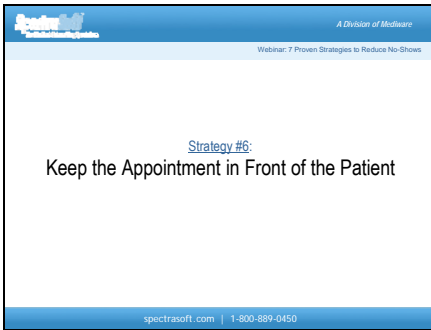 SpectraSoft
A Division of Mediware
Webinar: 7 Proven Strategies to Reduce No-Shows
Strategy #6:
Keep the Appointment in Front of the Patient
spectrasoft.com | 1-800-889-0450